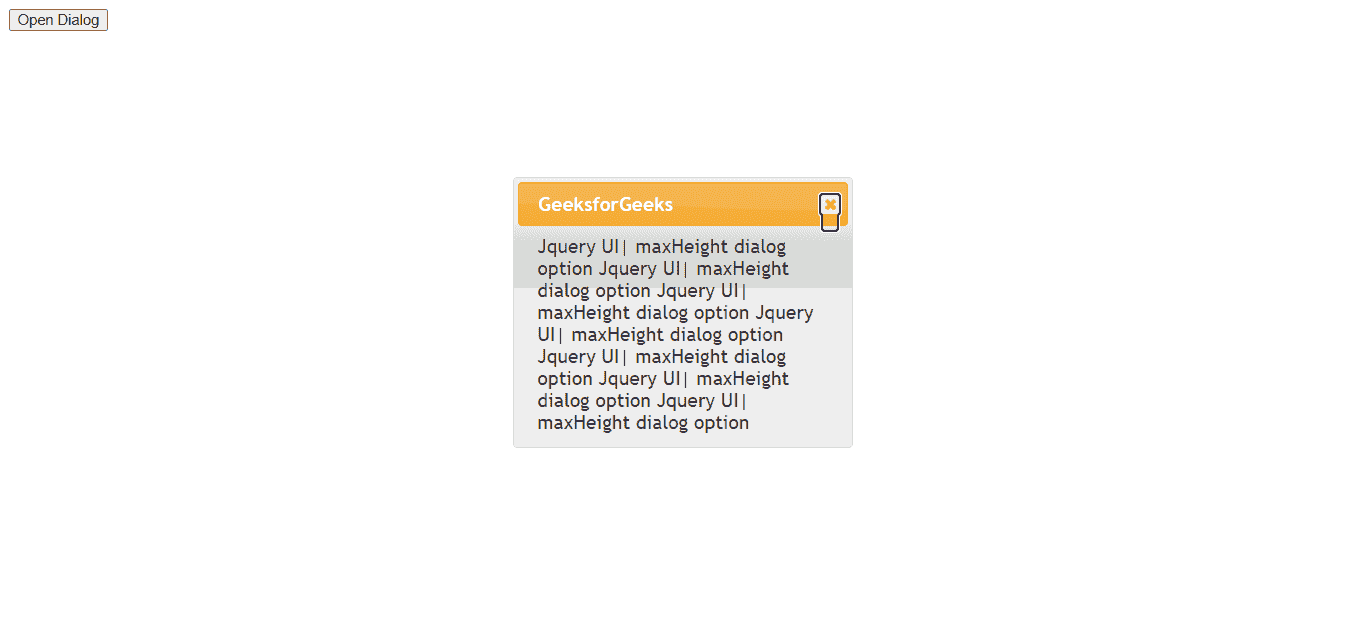 Open Dialog
GeeksforGeeks
Jquery UI| maxHeight dialog
option Jquery UI| maxHeight
dialog option Jquery UI|
maxHeight dialog option Jquery
UI| maxHeight dialog option
Jquery UI| maxHeight dialog
option Jquery UI| maxHeight
dialog option Jquery UI|
maxHeight dialog option